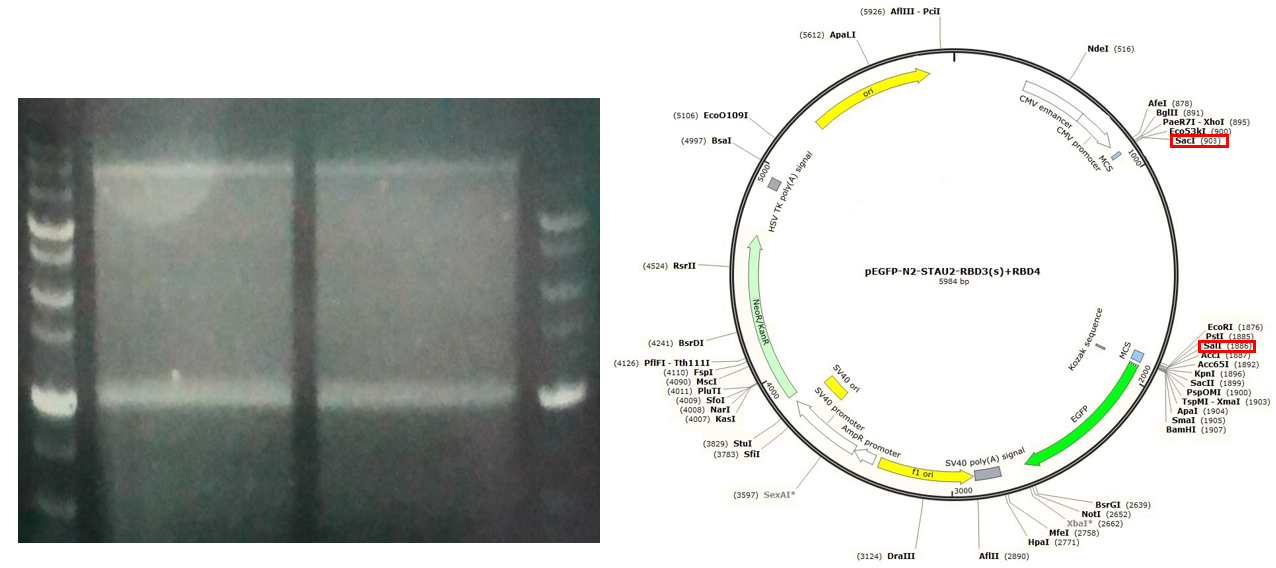 (5926) AflIII - PciI
(5612) ApaLI
NdeI (516)
ori
CMV enhancer
CMV promoter
MCS
AfeI (878)
BglII (891)
PaeR7I - XhoI (895)
Eco53kI (900)
SacI (903)
1000
(5106) EcoO109I
(4997) BsaI
5000
HSV TK poly(A) signal
(4524) RsrII
pEGFP-N2-STAU2-RBD3(s)+RBD4
5984 bp
NeoR/KanR
Kozak sequence
MCS
EcoRI (1876)
PstI (1885)
SalI (1886)
AccI (1887)
Acc65I (1892)
KpnI (1896)
SacII (1899)
PspOMI (1900)
TspMI - XmaI (1903)
ApaI (1904)
SmaI (1905)
BamHI (1907)
2000
(4241) BsrDI
(4126) PflFI - Tth111I
(4110) FspI
(4090) MscI
(4011) PluTI
(4009) SfoI
(4008) NarI
(4007) KasI
4000
SV40 ori
SV40 promoter
AmpR promoter
EGFP
(3829) StuI
(3783) SfiI
(3597) SexAI*
f1 ori
SV40 poly(A) signal
3000
BsrGI (2639)
NotI (2652)
XbaI* (2662)
MfeI (2758)
HpaI (2771)
(3124) DraIII
AflII (2890)